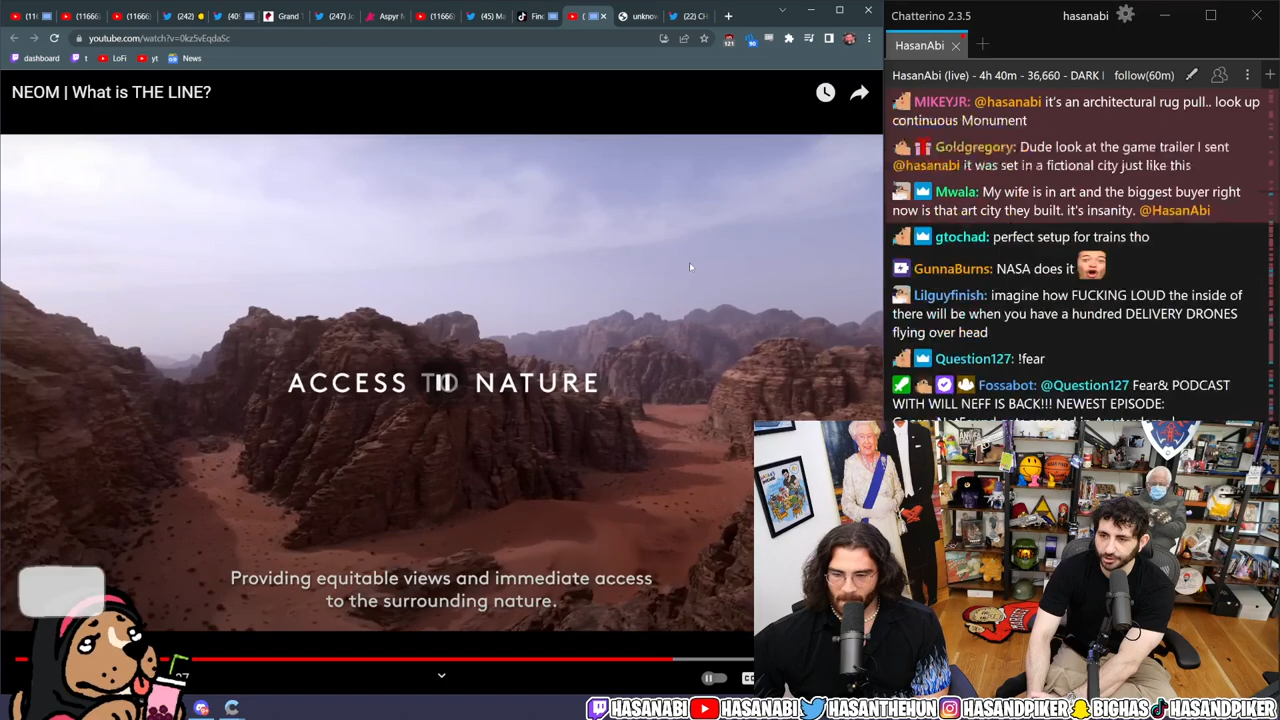 Grand T
Aspyr M
unknow
youtube.com/watch?v=0kz5vEqdaSc
dashboard
t
LoFi
yt
News
NEOM | What is THE LINE?
ACCESS TO NATURE
Providing equitable views and immediate access
to the surrounding nature.
Chatterino 2.3.5
hasanabi
HasanAbi
HasanAbi (live) - 4h 40m - 36,660 - DARK
follow(60m)
MIKEYJR: @hasanabi it's an architectural rug pull.. look up
continuous Monument
Goldgregory: Dude look at the game trailer I sent
@hasanabi it was set in a fictional city just like this
Mwala: My wife is in art and the biggest buyer right
now is that art city they built. it's insanity. @HasanAbi
gtochad: perfect setup for trains tho
GunnaBurns: NASA does it
Lilguyfinish: imagine how FUCKING LOUD the inside of
there will be when you have a hundred DELIVERY DRONES
flying over head
Question127: !fear
Fossabot: @Question127 Fear& PODCAST
WITH WILL NEFF IS BACK!!! NEWEST EPISODE:
HASANABI HASANABI HASANTHEHUN HASANDPIKER BIGHAS HASANDPIKER